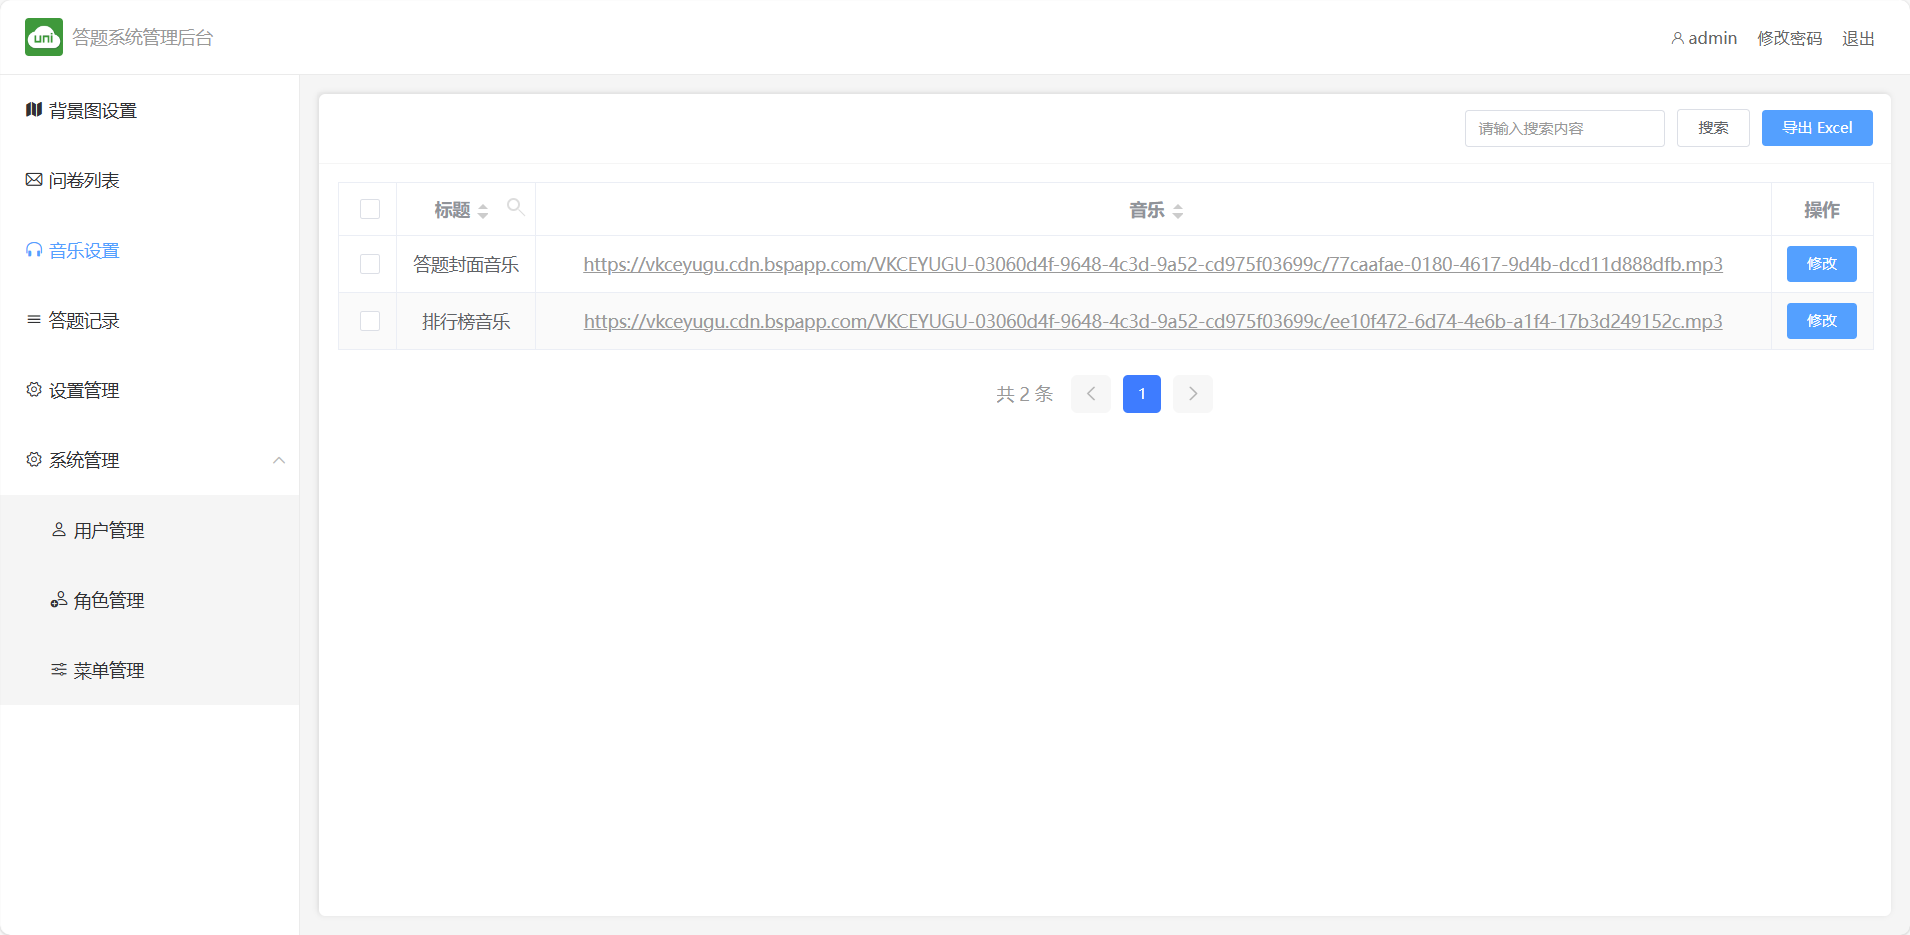 uni 答题系统管理后台
admin 修改密码 退出
背景图设置
问卷列表
音乐设置
答题记录
设置管理
系统管理
用户管理
角色管理
菜单管理
请输入搜索内容 搜索 导出 Excel
标题 音乐 操作
答题封面音乐 https://vkceyugu.cdn.bspapp.com/VKCEYUGU-03060d4f-9648-4c3d-9a52-cd975f03699c/77caafae-0180-4617-9d4b-dcd11d888dfb.mp3 修改
排行榜音乐 https://vkceyugu.cdn.bspapp.com/VKCEYUGU-03060d4f-9648-4c3d-9a52-cd975f03699c/ee10f472-6d74-4e6b-a1f4-17b3d249152c.mp3 修改
共 2 条 1